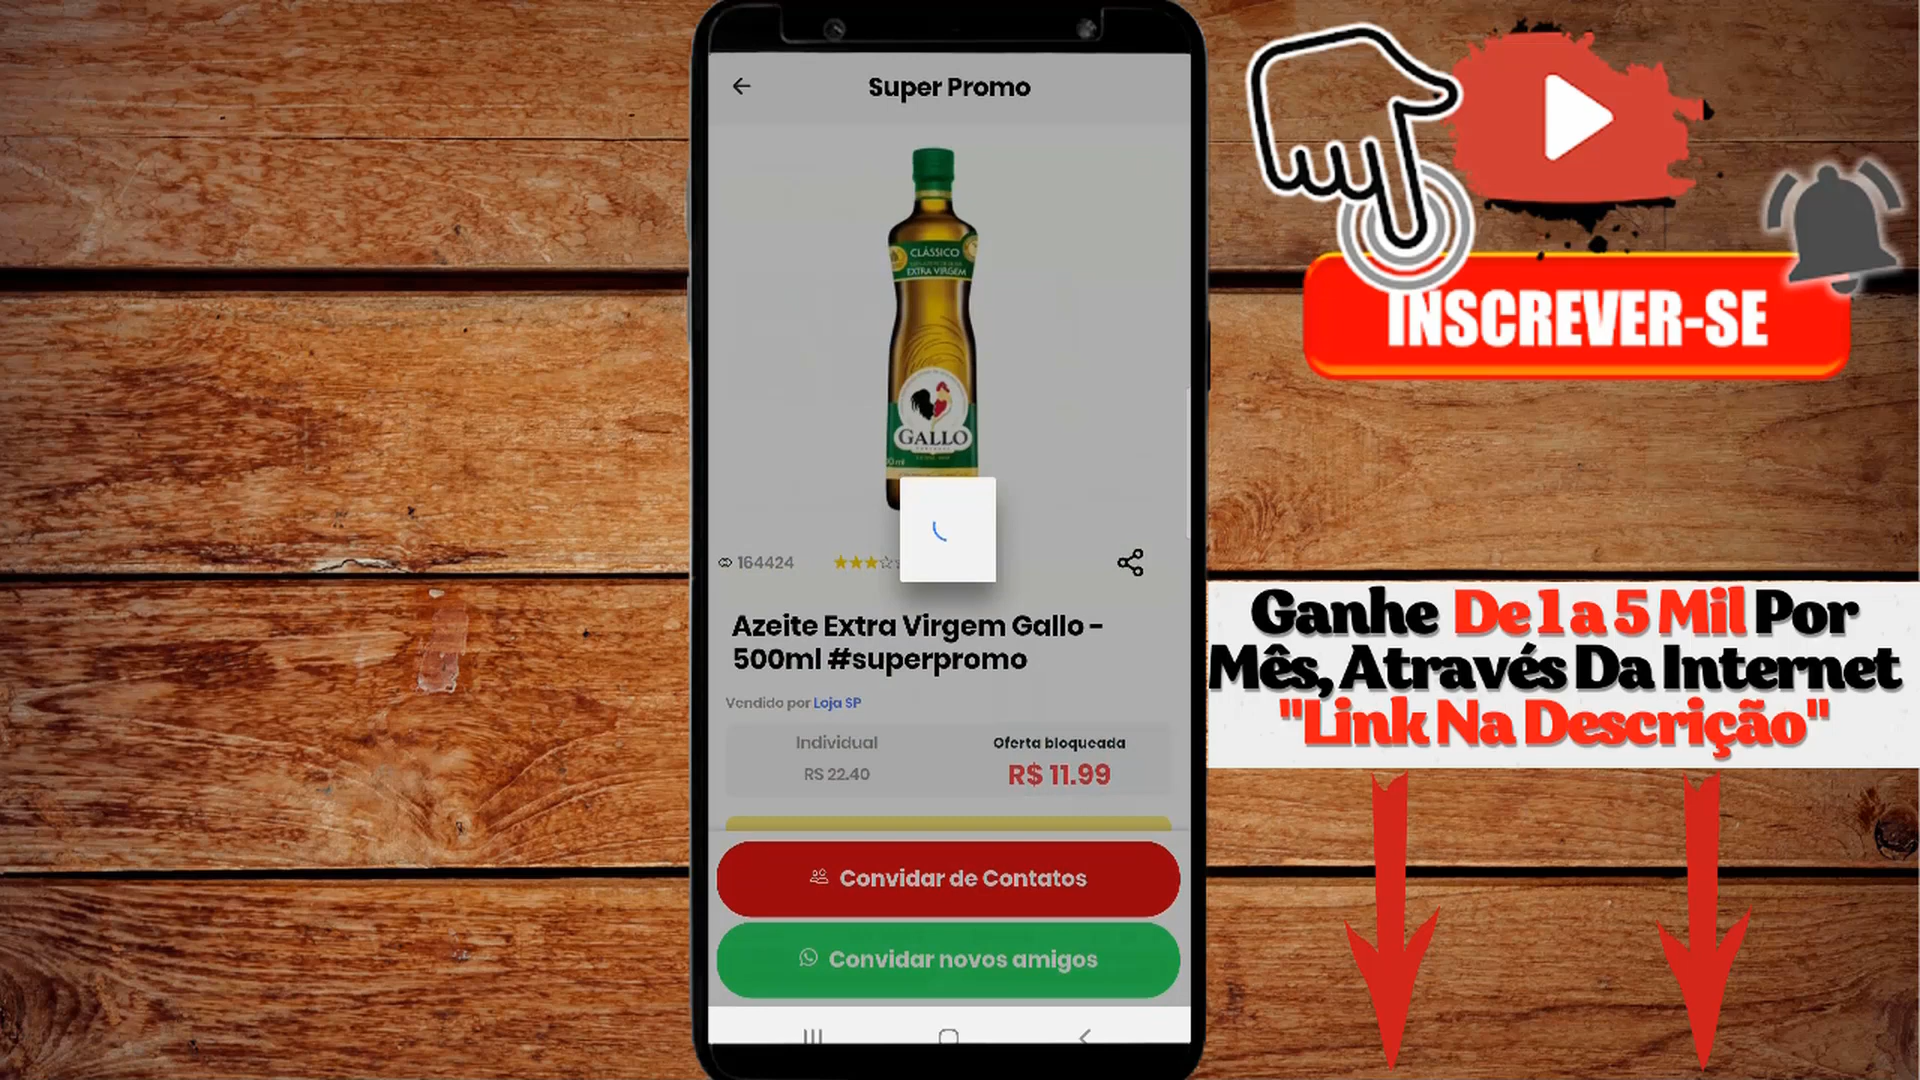 Super Promo
CLÁSSICO
EXTRA VIRGEM
GALLO
164424
Azeite Extra Virgem Gallo -
500ml #superpromo
Vendido por Loja SP
Individual
Oferta bloqueada
R$ 22.40
R$ 11.99
Convidar de Contatos
Convidar novos amigos
INSCREVER-SE
Ganhe De 1 a 5 Mil Por
Mês, Através Da Internet
"Link Na Descrição"